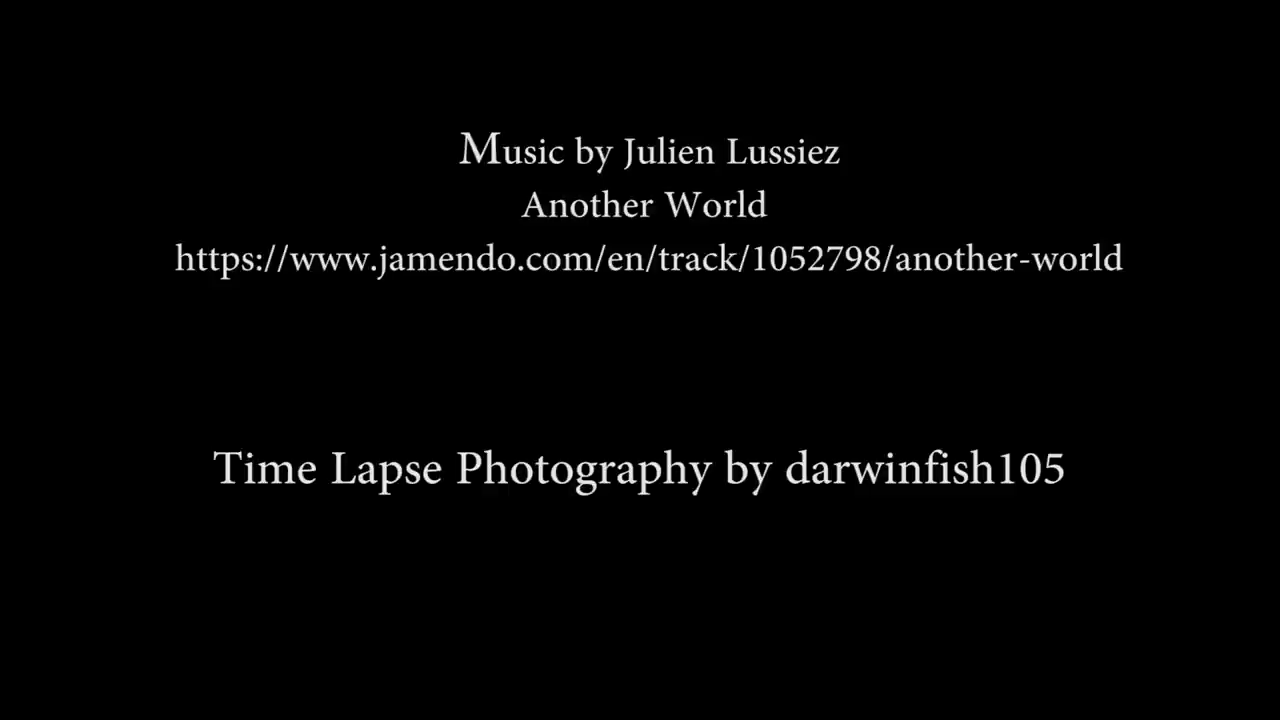 Music by Julien Lussiez
Another World
https://www.jamendo.com/en/track/1052798/another-world
Time Lapse Photography by darwinfish105